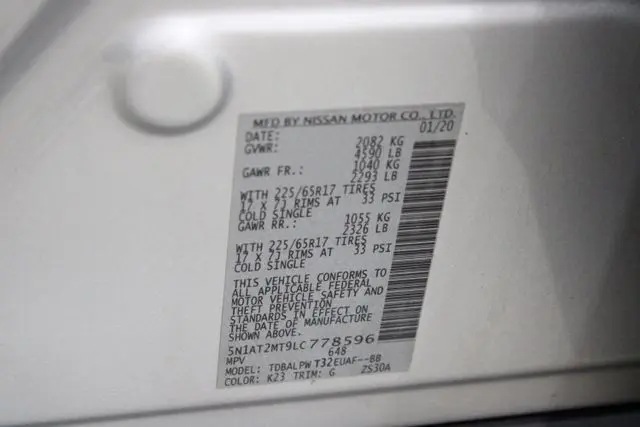 MFD BY NISSAN MOTOR CO., LTD.
DATE: 01/20
GVWR: 2082 KG
4590 LB
GAWR FR.: 1040 KG
2293 LB
WITH 225/65R17 TIRES
17 X 7J RIMS AT 33 PSI
COLD SINGLE
GAWR RR.: 1055 KG
2326 LB
WITH 225/65R17 TIRES
17 X 7J RIMS AT 33 PSI
COLD SINGLE
THIS VEHICLE CONFORMS TO
ALL APPLICABLE FEDERAL
MOTOR VEHICLE SAFETY AND
THEFT PREVENTION
STANDARDS IN EFFECT ON
THE DATE OF MANUFACTURE
SHOWN ABOVE.
5N1AT2MT9LC778596
MPV 648
MODEL: TDBALPW T32EUAF--BB
COLOR: K23 TRIM: G ZS30A